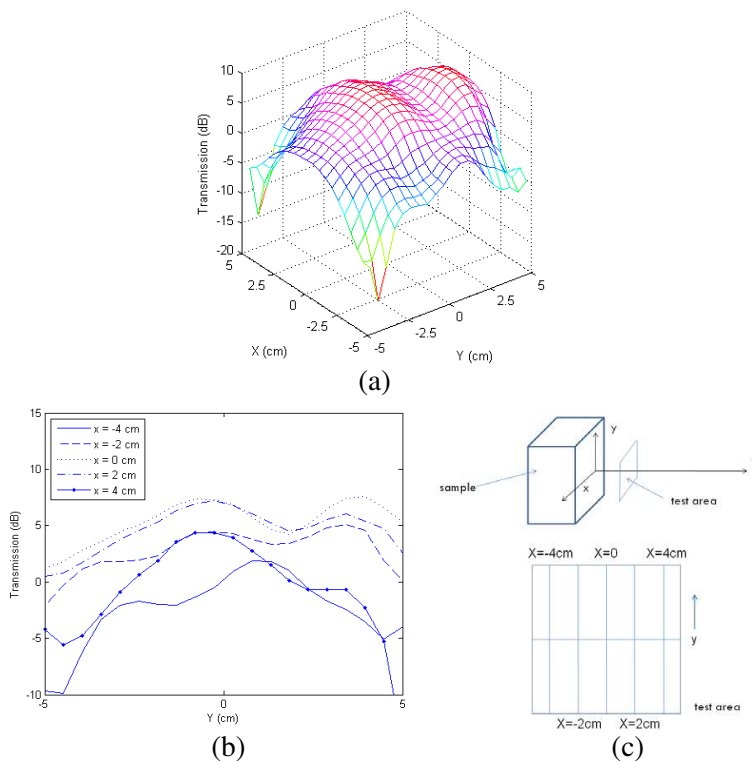 10
5
0
-5
-10
-15
-20
Transmission (dB)
5
2.5
0
-2.5
-5
X (cm)
-5
-2.5
0
2.5
5
Y (cm)
(a)
15
10
5
0
-5
-10
Transmission (dB)
x = -4 cm
x = -2 cm
x = 0 cm
x = 2 cm
x = 4 cm
-5
0
5
Y (cm)
(b)
y
x
sample
test area
X=-4cm X=0 X=4cm
y
test area
X=-2cm X=2cm
(c)